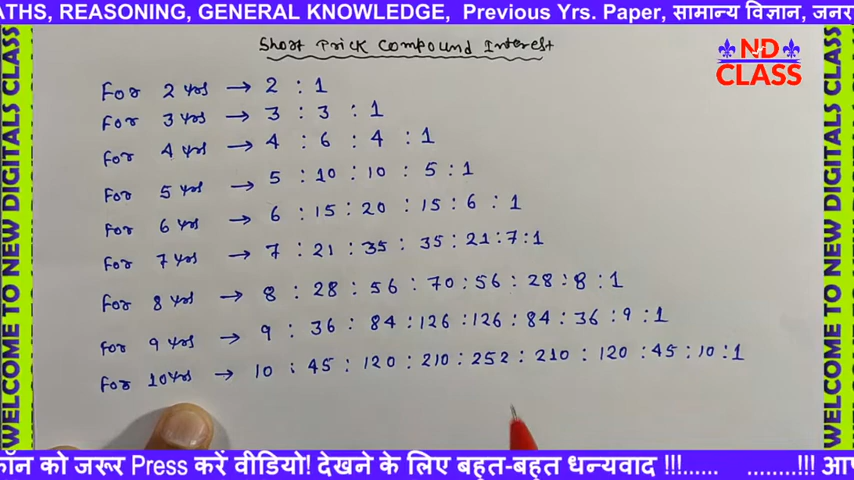 ATHS, REASONING, GENERAL KNOWLEDGE, Previous Yrs. Paper, सामान्य विज्ञान, जनर
Short Trick Compound Interest
ND
CLASS
For 2 yrs → 2 : 1
For 3 yrs → 3 : 3 : 1
For 4 yrs → 4 : 6 : 4 : 1
For 5 yrs → 5 : 10 : 10 : 5 : 1
For 6 yrs → 6 : 15 : 20 : 15 : 6 : 1
For 7 yrs → 7 : 21 : 35 : 35 : 21 : 7 : 1
For 8 yrs → 8 : 28 : 56 : 70 : 56 : 28 : 8 : 1
For 9 yrs → 9 : 36 : 84 : 126 : 126 : 84 : 36 : 9 : 1
For 10 yrs → 10 : 45 : 120 : 210 : 252 : 210 : 120 : 45 : 10 : 1
WELCOME TO NEW DIGITALS CLASS
WELCOME TO NEW DIGITALS CLASS
कॉन को जरूर Press करें वीडियो! देखने के लिए बहुत-बहुत धन्यवाद !!!...... ........!!! आप